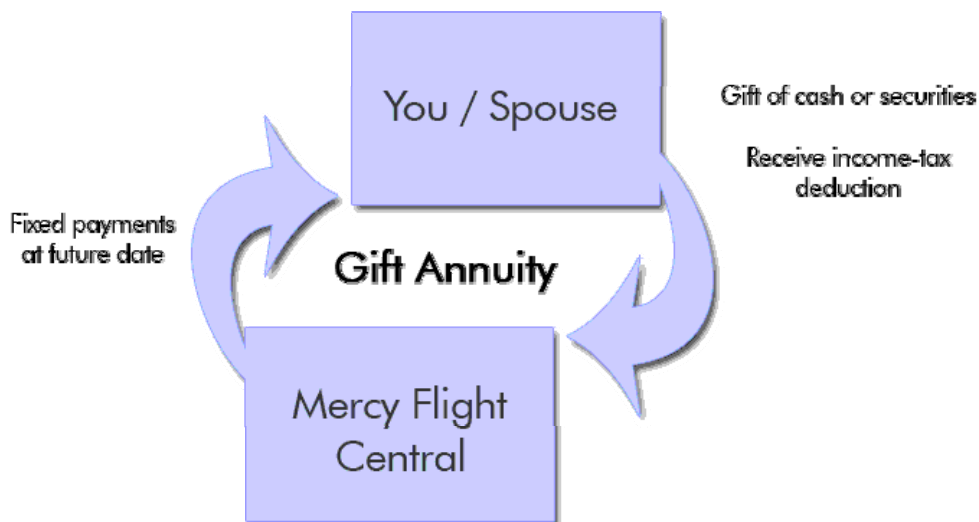 You / Spouse
Gift of cash or securities
Receive income-tax
deduction
Fixed payments
at future date
Gift Annuity
Mercy Flight
Central